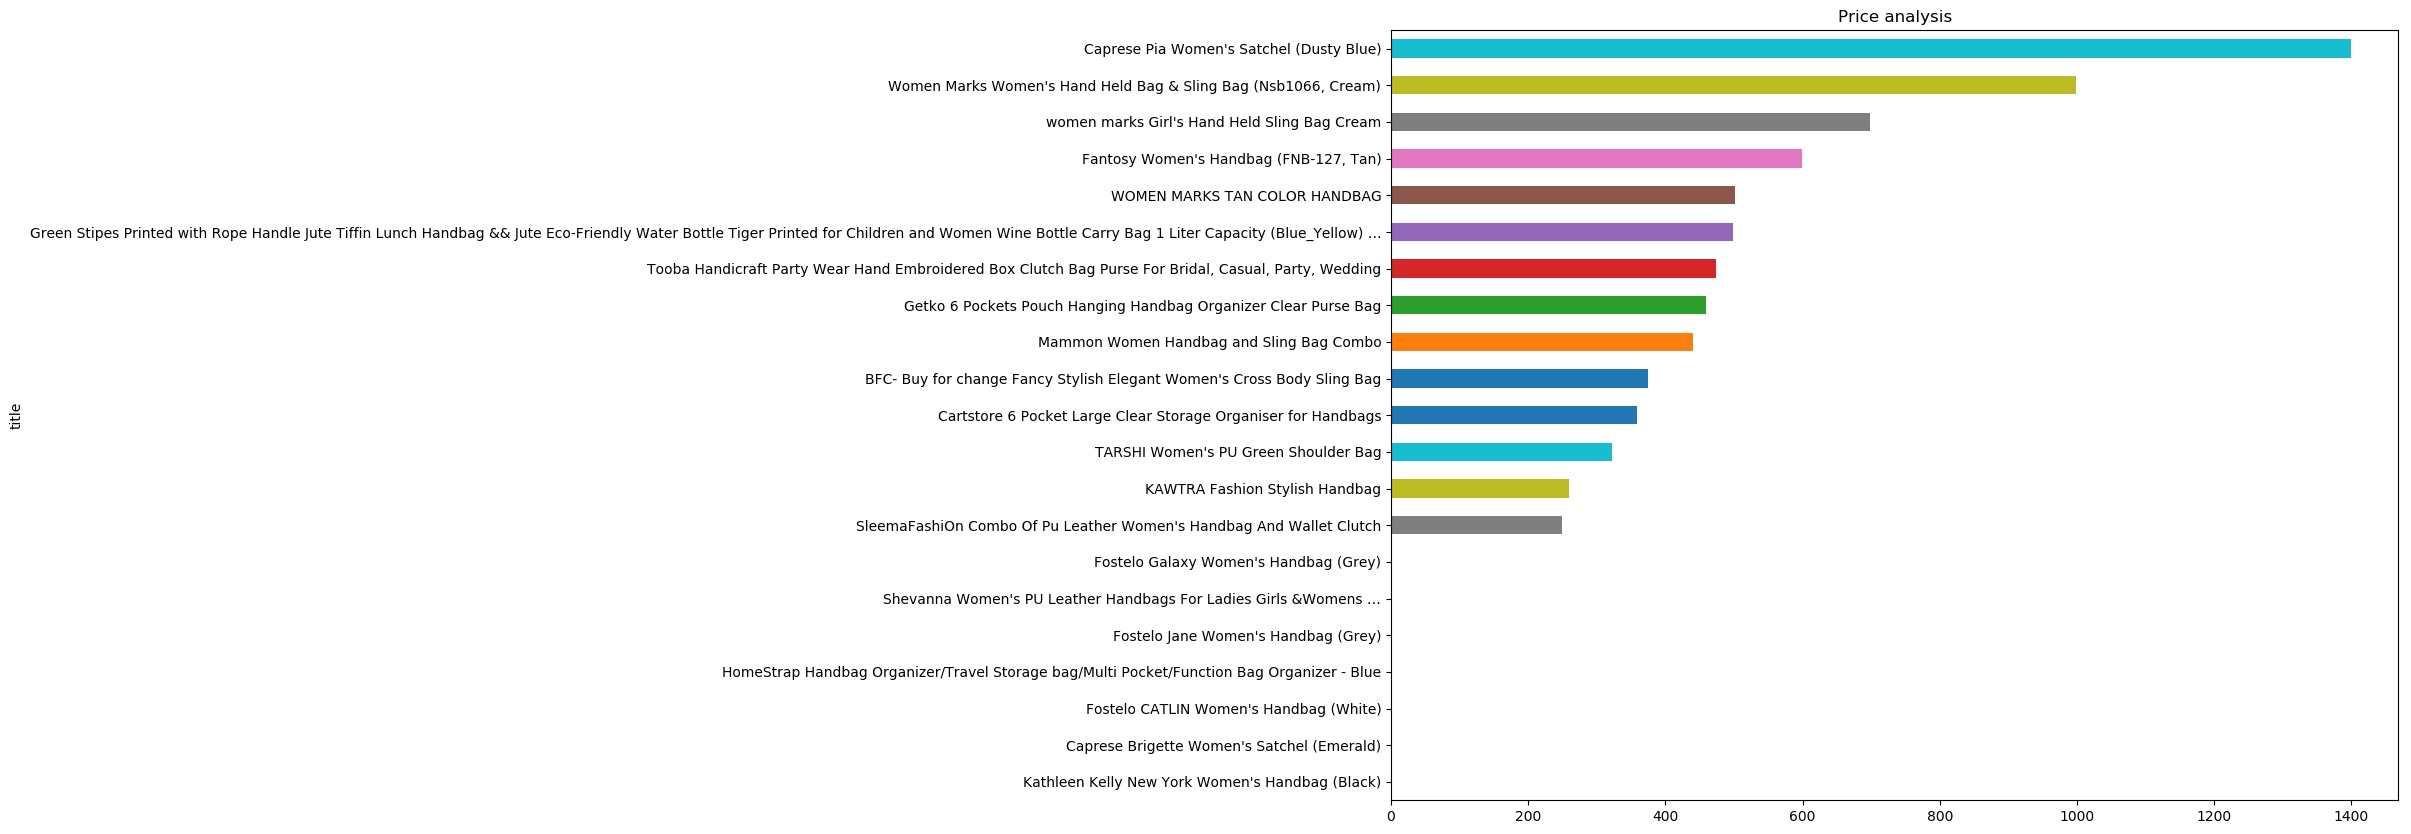 Price analysis
Caprese Pia Women's Satchel (Dusty Blue)
Women Marks Women's Hand Held Bag & Sling Bag (Nsb1066, Cream)
women marks Girl's Hand Held Sling Bag Cream
Fantosy Women's Handbag (FNB-127, Tan)
WOMEN MARKS TAN COLOR HANDBAG
Green Stipes Printed with Rope Handle Jute Tiffin Lunch Handbag && Jute Eco-Friendly Water Bottle Tiger Printed for Children and Women Wine Bottle Carry Bag 1 Liter Capacity (Blue_Yellow) ...
Tooba Handicraft Party Wear Hand Embroidered Box Clutch Bag Purse For Bridal, Casual, Party, Wedding
Getko 6 Pockets Pouch Hanging Handbag Organizer Clear Purse Bag
Mammon Women Handbag and Sling Bag Combo
BFC- Buy for change Fancy Stylish Elegant Women's Cross Body Sling Bag
Cartstore 6 Pocket Large Clear Storage Organiser for Handbags
TARSHI Women's PU Green Shoulder Bag
KAWTRA Fashion Stylish Handbag
SleemaFashiOn Combo Of Pu Leather Women's Handbag And Wallet Clutch
Fostelo Galaxy Women's Handbag (Grey)
Shevanna Women's PU Leather Handbags For Ladies Girls &Womens ...
Fostelo Jane Women's Handbag (Grey)
HomeStrap Handbag Organizer/Travel Storage bag/Multi Pocket/Function Bag Organizer - Blue
Fostelo CATLIN Women's Handbag (White)
Caprese Brigette Women's Satchel (Emerald)
Kathleen Kelly New York Women's Handbag (Black)
title
0 200 400 600 800 1000 1200 1400